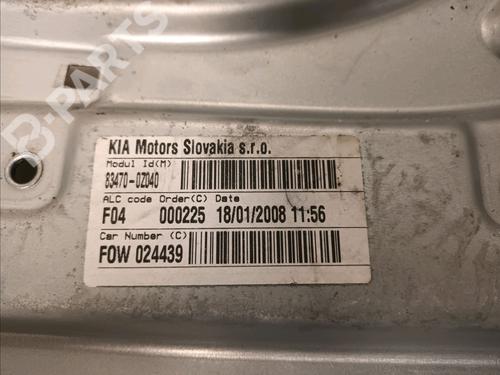 B-PARTS
KIA Motors Slovakia s.r.o.
Modul Id(M)
83470-0Z040
ALC code Order(C) Date
F04 000225 18/01/2008 11:56
Car Number (C)
FOW 024439